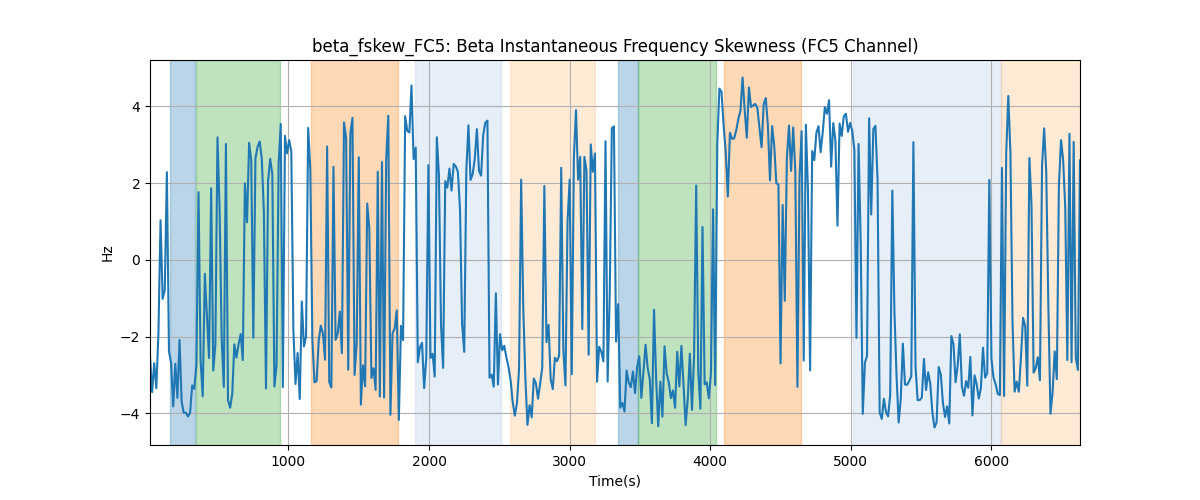 beta_fskew_FC5: Beta Instantaneous Frequency Skewness (FC5 Channel)
4
2
0
−2
−4
Hz
1000 2000 3000 4000 5000 6000
Time(s)